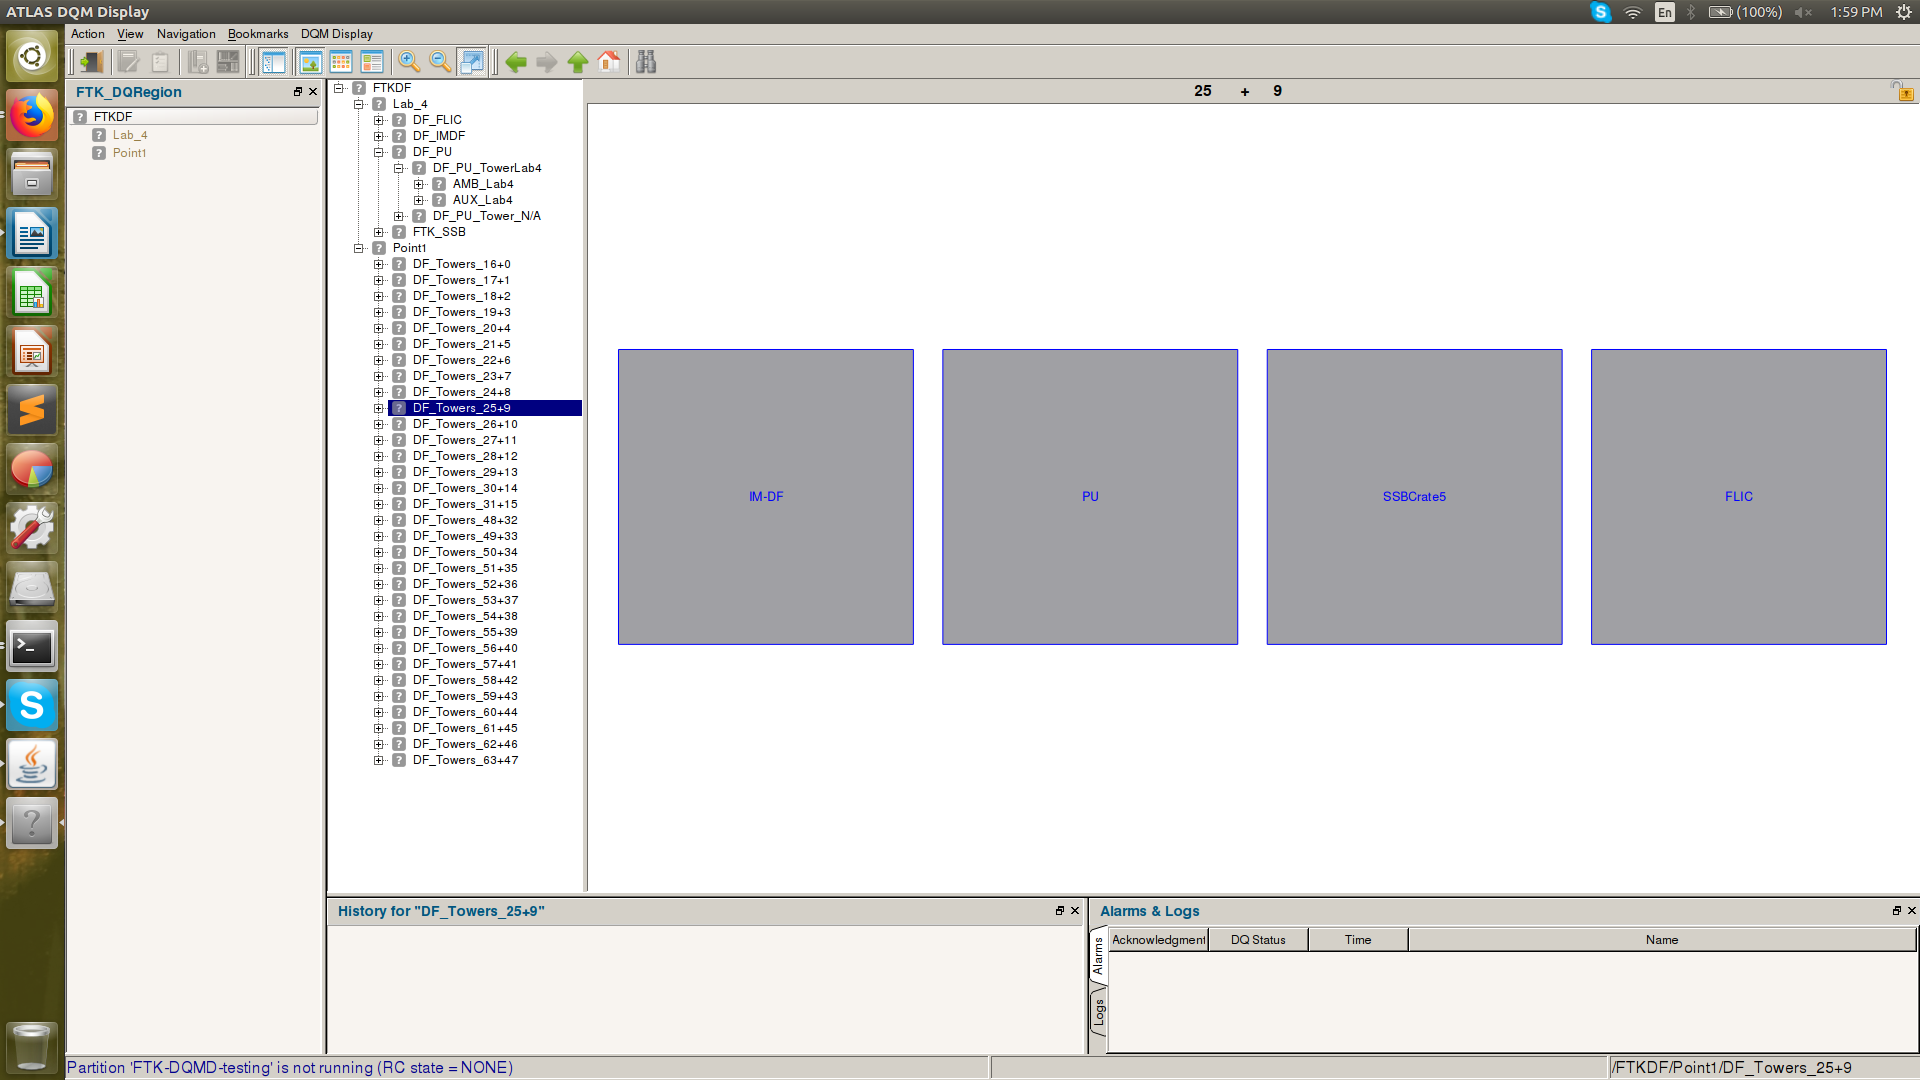 ATLAS DQM Display
En
(100%)
1:59 PM
Action View Navigation Bookmarks DQM Display
FTK_DQRegion
FTKDF
Lab_4
Point1
FTKDF
Lab_4
DF_FLIC
DF_IMDF
DF_PU
DF_PU_TowerLab4
AMB_Lab4
AUX_Lab4
DF_PU_Tower_N/A
FTK_SSB
Point1
DF_Towers_16+0
DF_Towers_17+1
DF_Towers_18+2
DF_Towers_19+3
DF_Towers_20+4
DF_Towers_21+5
DF_Towers_22+6
DF_Towers_23+7
DF_Towers_24+8
DF_Towers_25+9
DF_Towers_26+10
DF_Towers_27+11
DF_Towers_28+12
DF_Towers_29+13
DF_Towers_30+14
DF_Towers_31+15
DF_Towers_48+32
DF_Towers_49+33
DF_Towers_50+34
DF_Towers_51+35
DF_Towers_52+36
DF_Towers_53+37
DF_Towers_54+38
DF_Towers_55+39
DF_Towers_56+40
DF_Towers_57+41
DF_Towers_58+42
DF_Towers_59+43
DF_Towers_60+44
DF_Towers_61+45
DF_Towers_62+46
DF_Towers_63+47
25 + 9
IM-DF
PU
SSBCrate5
FLIC
History for "DF_Towers_25+9"
Alarms & Logs
Alarms
Logs
Acknowledgment DQ Status Time Name
Partition 'FTK-DQMD-testing' is not running (RC state = NONE)
/FTKDF/Point1/DF_Towers_25+9